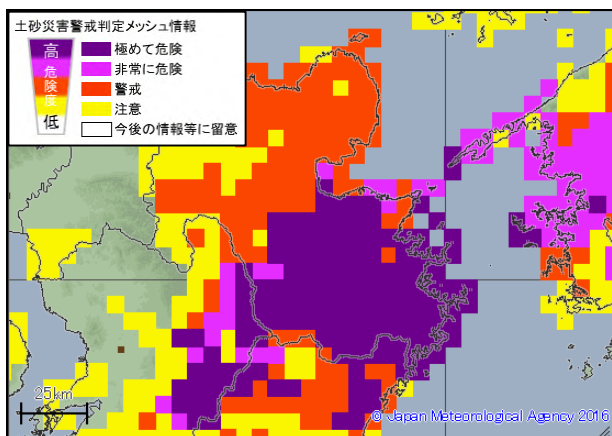 土砂災害警戒判定メッシュ情報
高
危険度
低
極めて危険
非常に危険
警戒
注意
今後の情報等に留意
25km
© Japan Meteorological Agency 2016